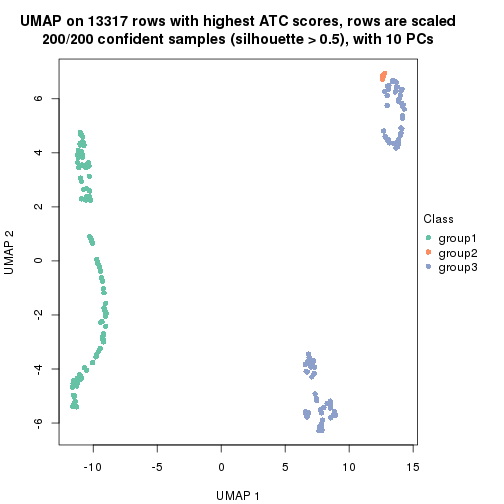 UMAP on 13317 rows with highest ATC scores, rows are scaled
200/200 confident samples (silhouette > 0.5), with 10 PCs
UMAP 2
6
4
2
0
-2
-4
-6
-10
-5
0
5
10
15
UMAP 1
Class
group1
group2
group3